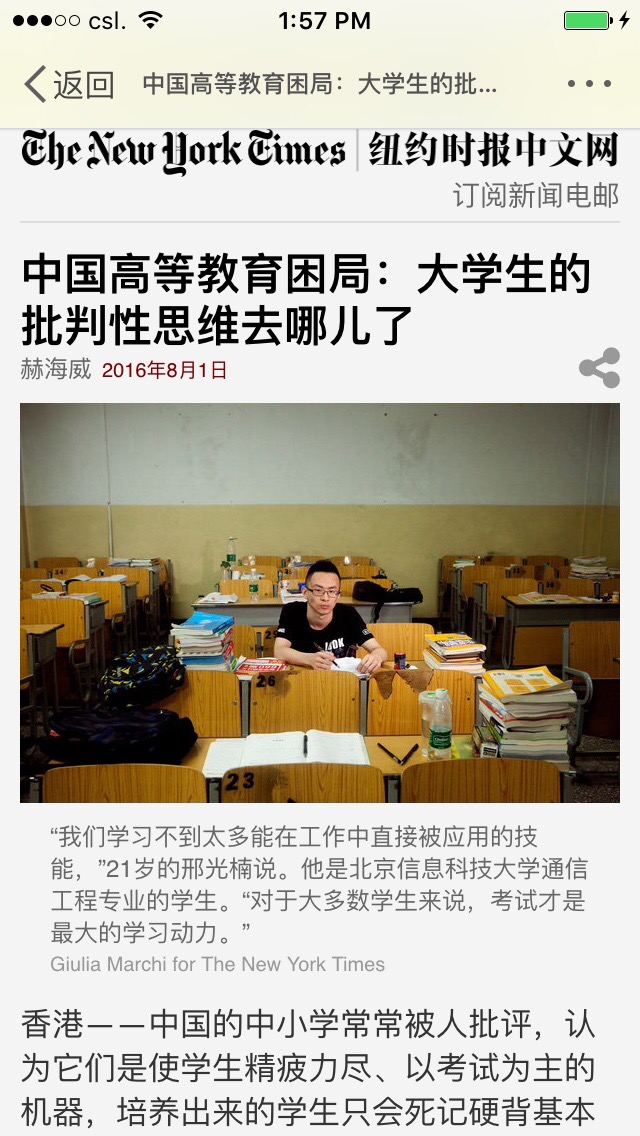 csl.
1:57 PM
返回
中国高等教育困局：大学生的批...
The New York Times | 纽约时报中文网
订阅新闻电邮
中国高等教育困局：大学生的
批判性思维去哪儿了
赫海威 2016年8月1日
26
23
“我们学习不到太多能在工作中直接被应用的技
能，”21岁的邢光楠说。他是北京信息科技大学通信
工程专业的学生。“对于大多数学生来说，考试才是
最大的学习动力。”
Giulia Marchi for The New York Times
香港——中国的中小学常常被人批评，认
为它们是使学生精疲力尽、以考试为主的
机器，培养出来的学生只会死记硬背基本